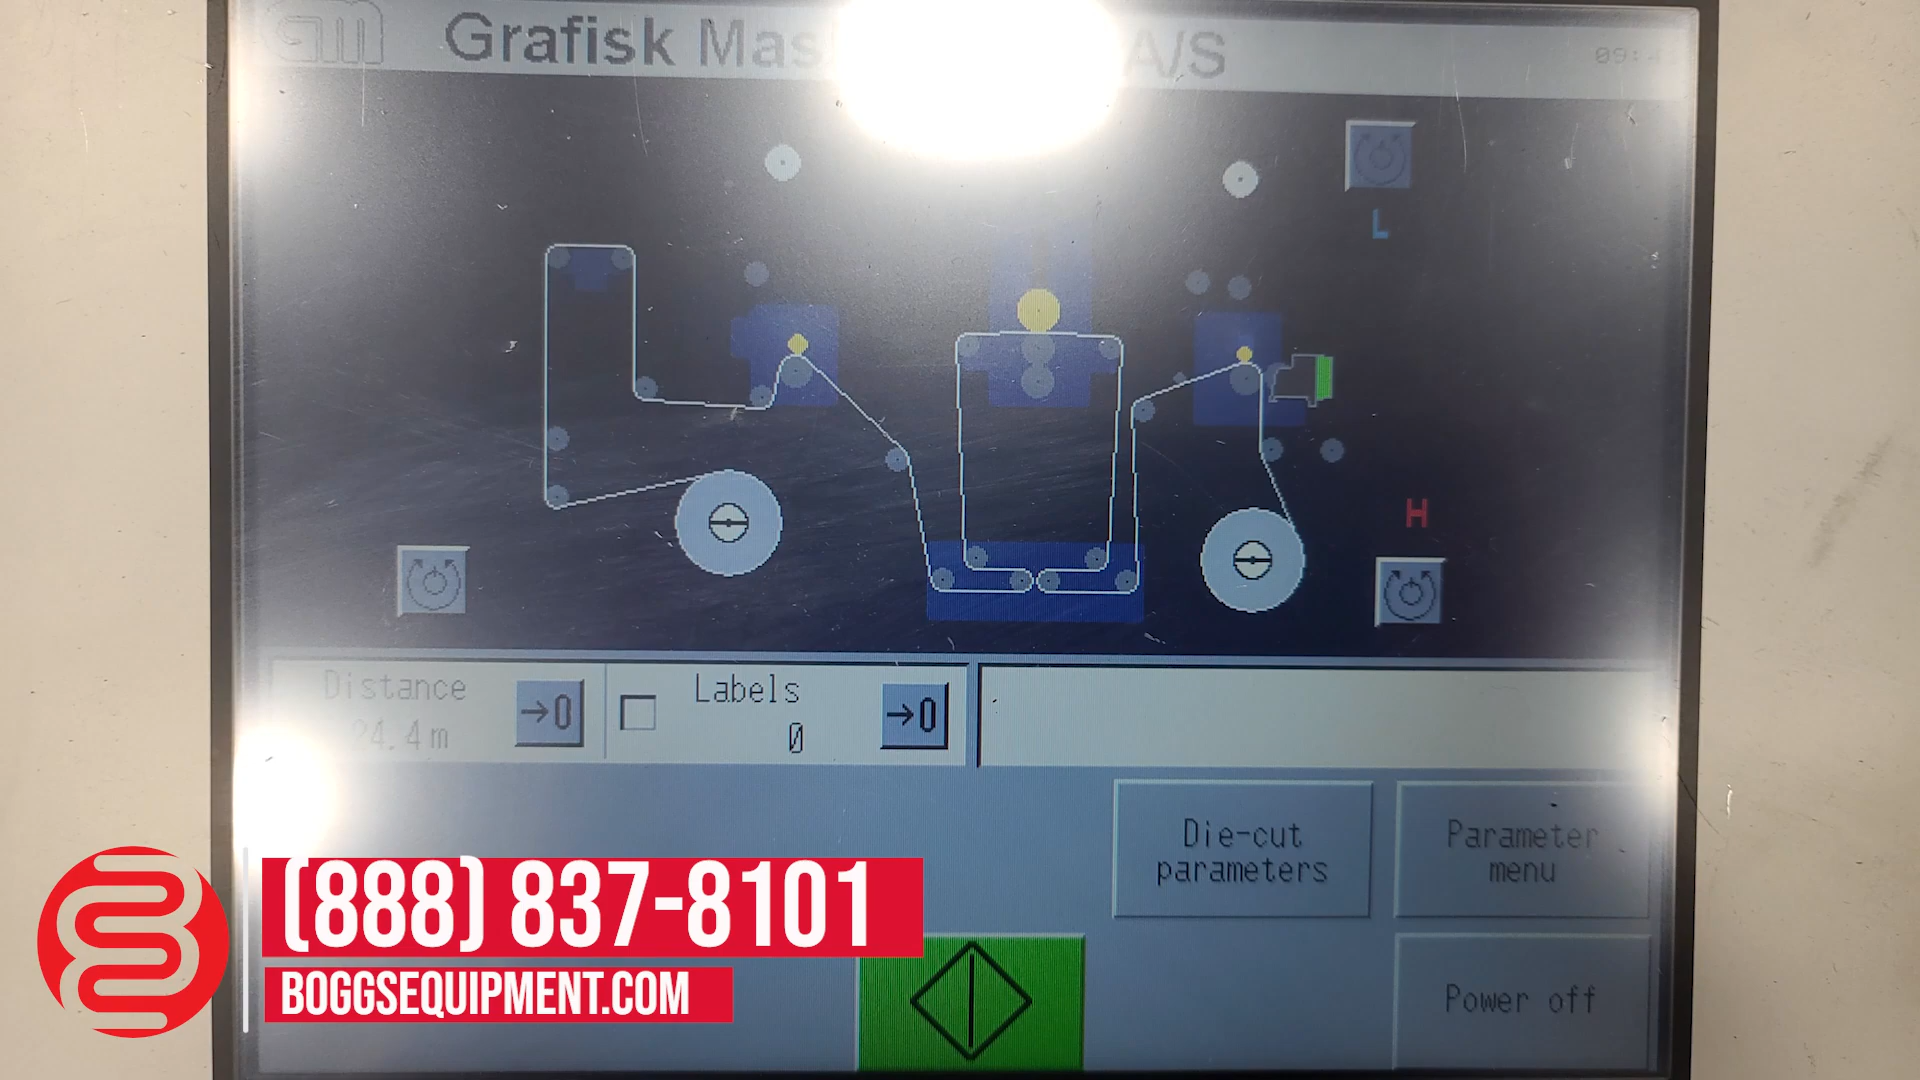 GM Grafisk Mas A/S
L
H
Distance
24.4 m
→0
Labels
0
→0
Die-cut
parameters
Parameter
menu
Power off
(888) 837-8101
BOGGSEQUIPMENT.COM